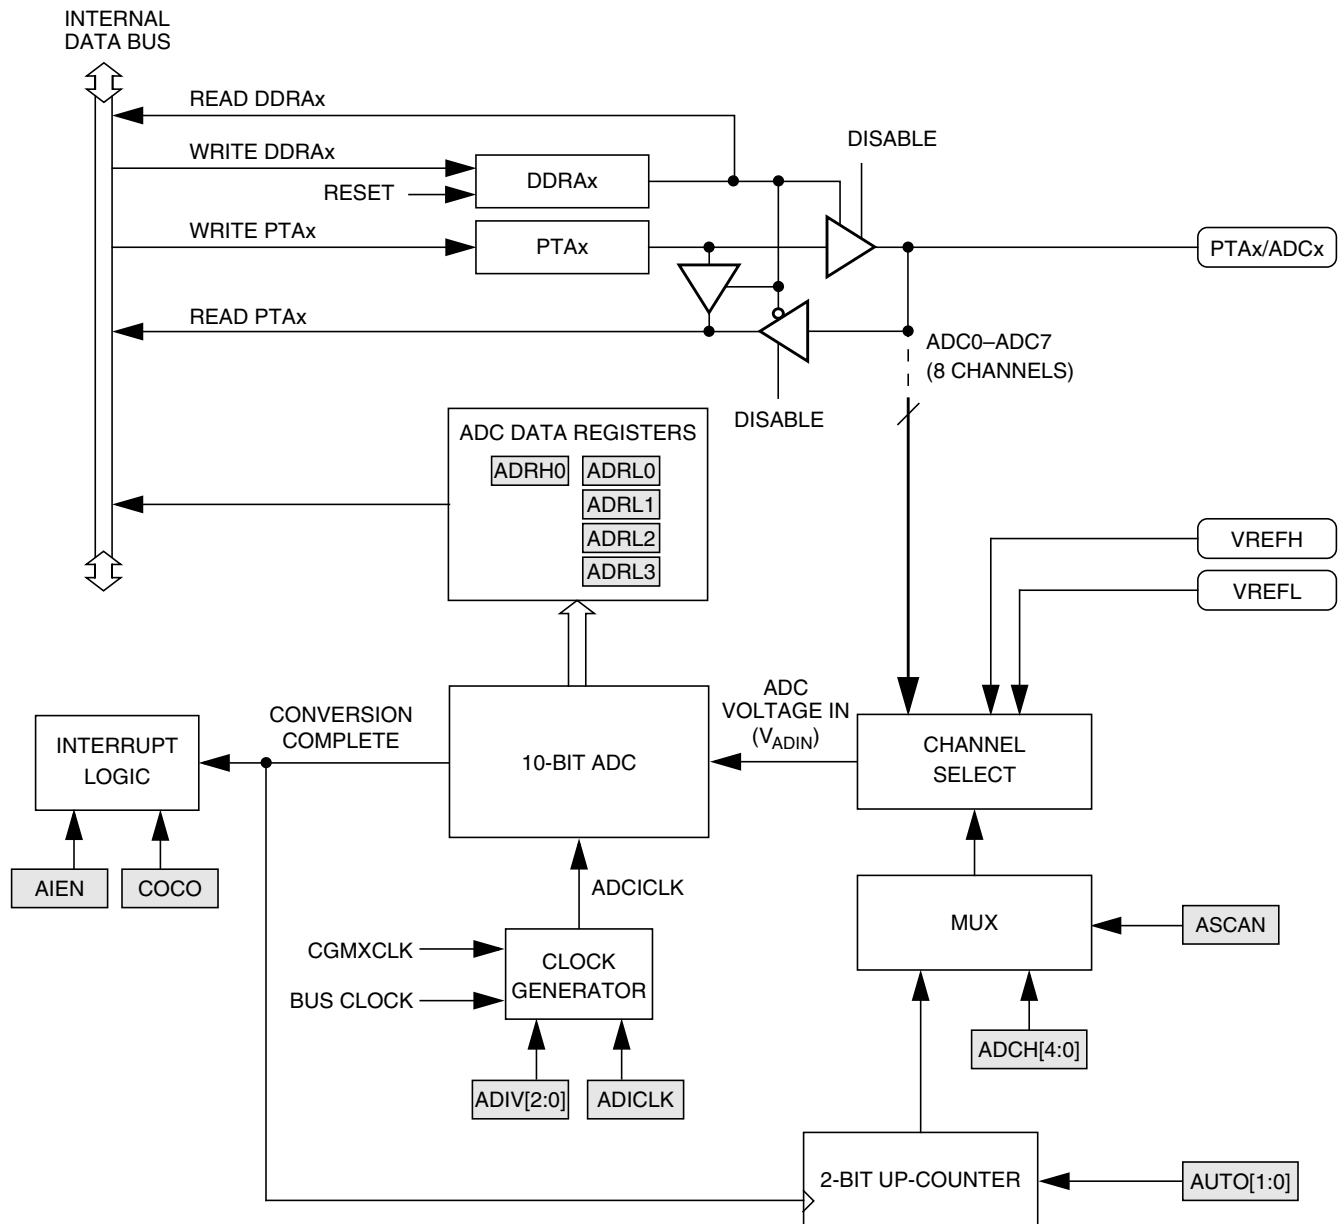 INTERNAL
DATA BUS
READ DDRAx
WRITE DDRAx
RESET
DDRAx
DISABLE
WRITE PTAx
PTAx
PTAx/ADCx
READ PTAx
DISABLE
ADC0–ADC7
(8 CHANNELS)
ADC DATA REGISTERS
ADRH0
ADRL0
ADRL1
ADRL2
ADRL3
VREFH
VREFL
INTERRUPT
LOGIC
CONVERSION
COMPLETE
10-BIT ADC
ADC
VOLTAGE IN
(VADIN)
CHANNEL
SELECT
AIEN
COCO
ADCICLK
MUX
ASCAN
CGMXCLK
BUS CLOCK
CLOCK
GENERATOR
ADCH[4:0]
ADIV[2:0]
ADICLK
2-BIT UP-COUNTER
AUTO[1:0]